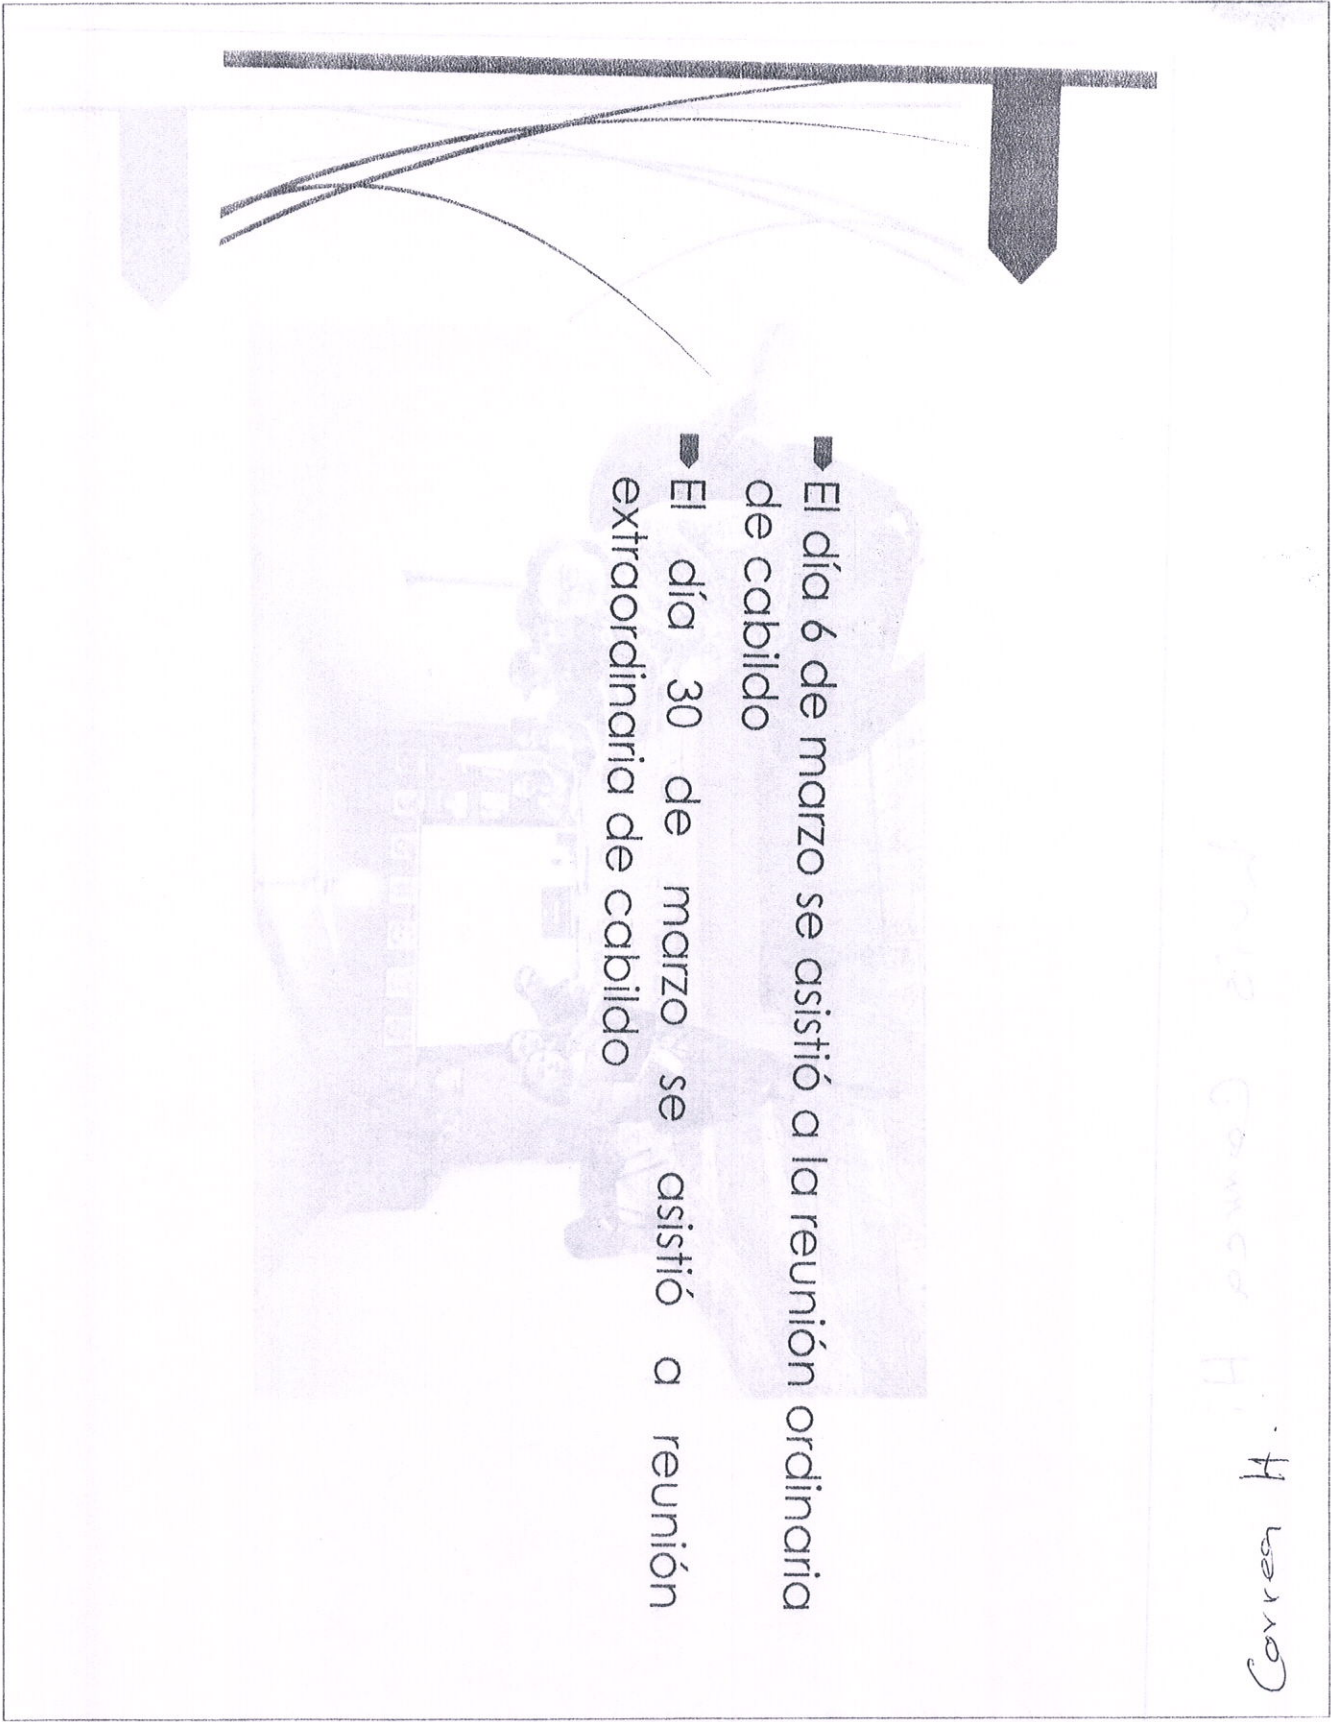 El día 6 de marzo se asistió a la reunión ordinaria
de cabildo
El día 30 de marzo se asistió a reunión
extraordinaria de cabildo